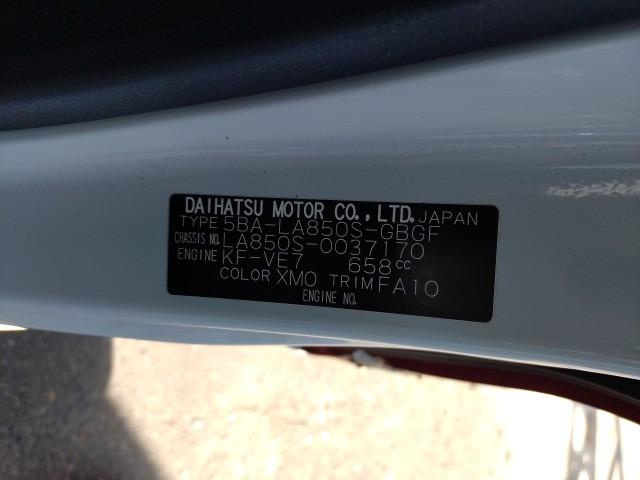 DAIHATSU MOTOR CO.,LTD. JAPAN
TYPE 5BA-LA850S-GBGF
CHASSIS NO. LA850S-0037170
ENGINE KF-VE7 658cc
COLOR XM0 TRIM FA10
ENGINE NO.